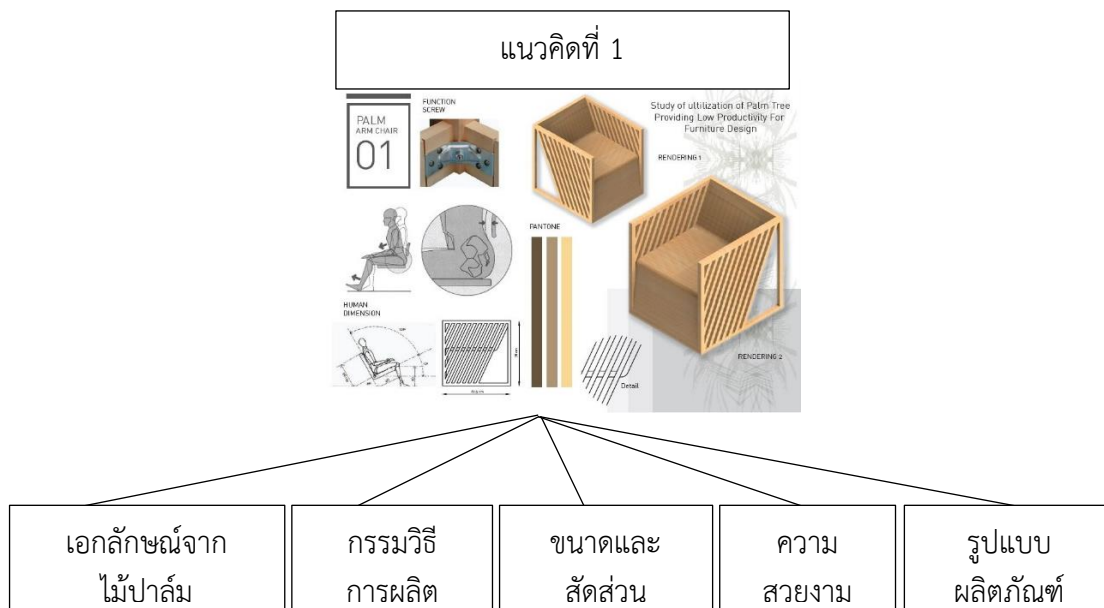 แนวคิดที่ 1
PALM
ARM CHAIR
01
FUNCTION
SCREW
Study of ultilization of Palm Tree
Providing Low Productivity For
Furniture Design
RENDERING 1
PANTONE
HUMAN
DIMENSION
RENDERING 2
Detail
เอกลักษณ์จาก
ไม้ปาล์ม
กรรมวิธี
การผลิต
ขนาดและ
สัดส่วน
ความ
สวยงาม
รูปแบบ
ผลิตภัณฑ์